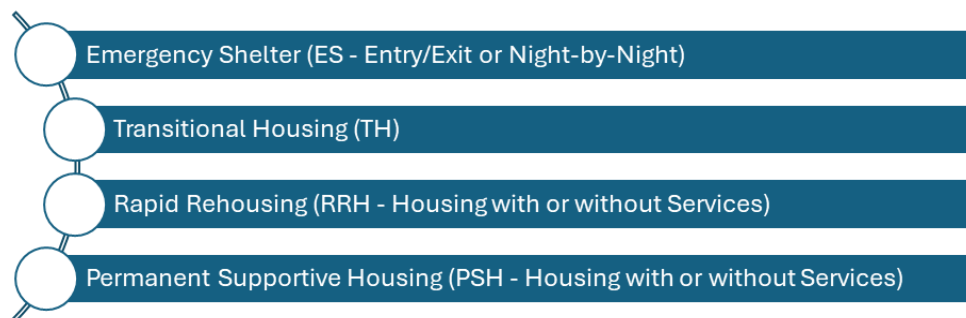 Emergency Shelter (ES - Entry/Exit or Night-by-Night)
Transitional Housing (TH)
Rapid Rehousing (RRH - Housing with or without Services)
Permanent Supportive Housing (PSH - Housing with or without Services)